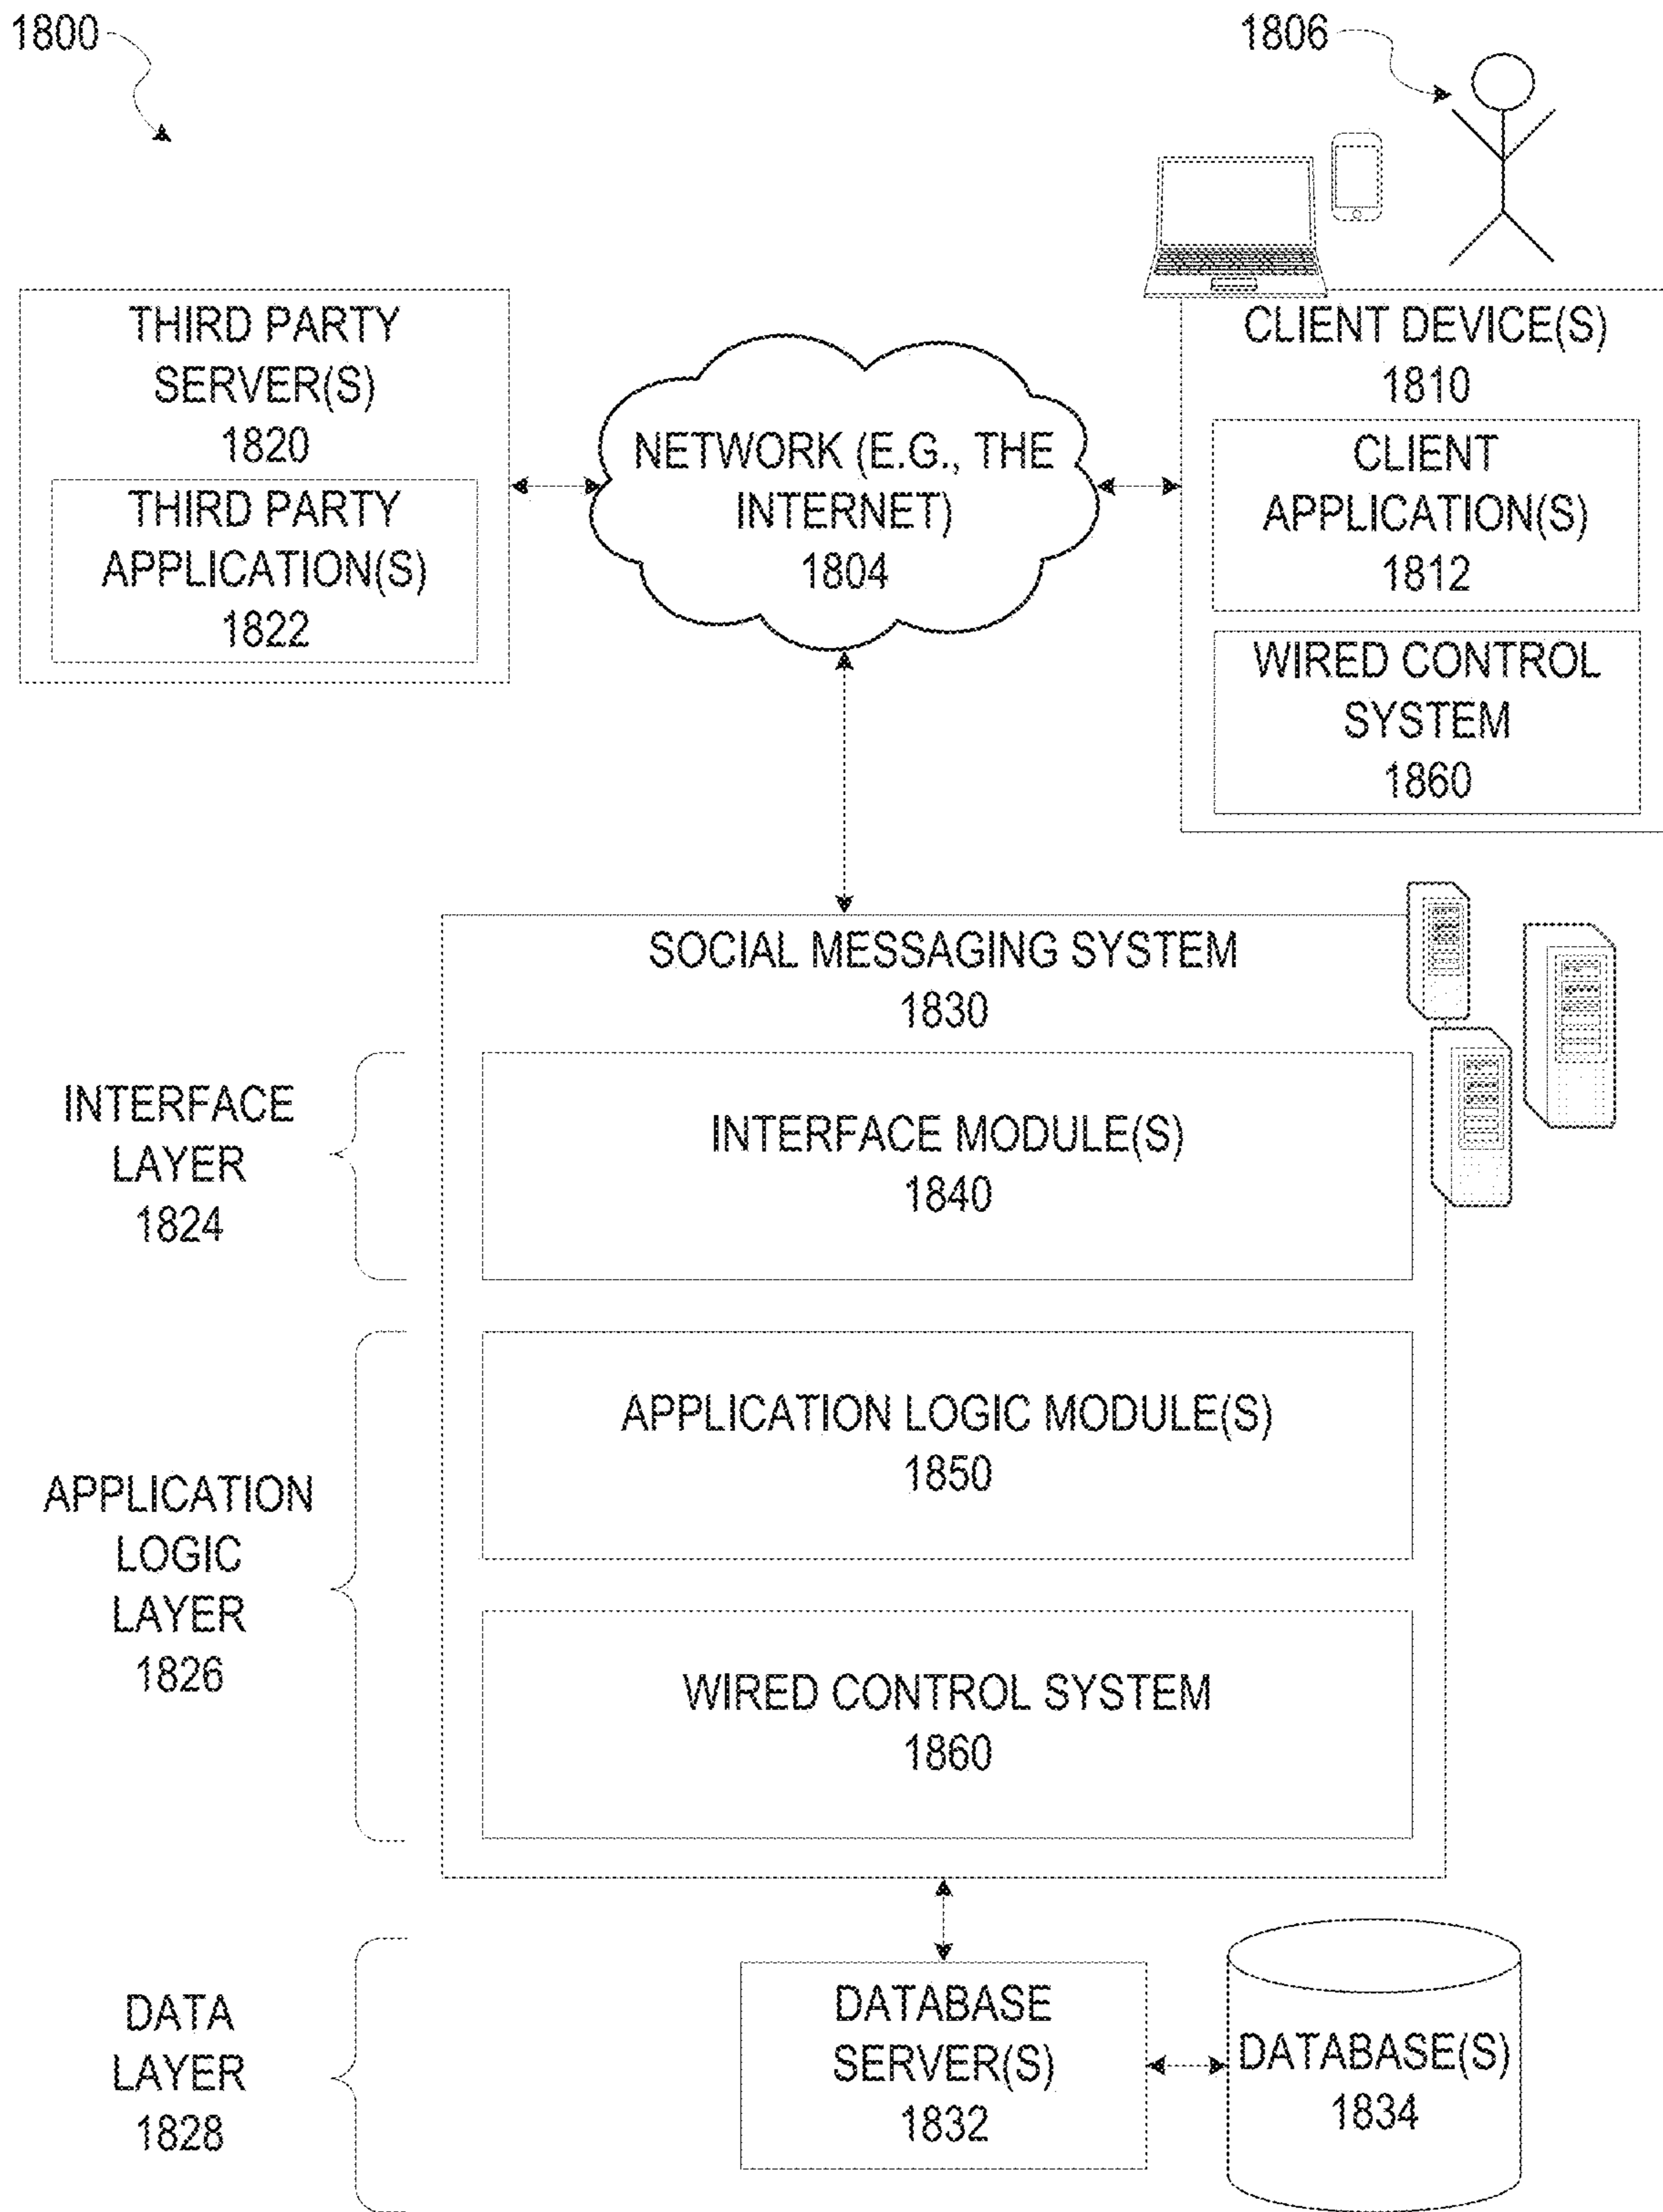 1800
1806
THIRD PARTY
SERVER(S)
1820
THIRD PARTY
APPLICATION(S)
1822
NETWORK (E.G., THE
INTERNET)
1804
CLIENT DEVICE(S)
1810
CLIENT
APPLICATION(S)
1812
WIRED CONTROL
SYSTEM
1860
SOCIAL MESSAGING SYSTEM
1830
INTERFACE
LAYER
1824
INTERFACE MODULE(S)
1840
APPLICATION
LOGIC
LAYER
1826
APPLICATION LOGIC MODULE(S)
1850
WIRED CONTROL SYSTEM
1860
DATA
LAYER
1828
DATABASE
SERVER(S)
1832
DATABASE(S)
1834